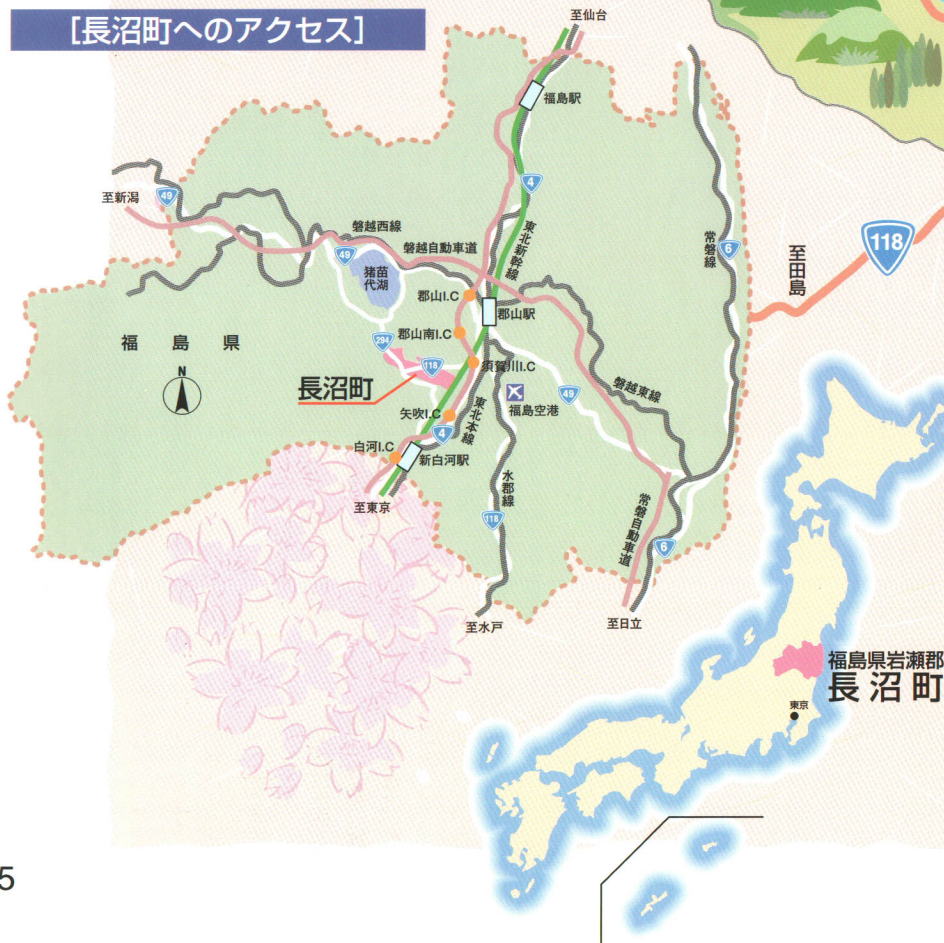 [長沼町へのアクセス]
至仙台
福島駅
4
至新潟
49
磐越西線
磐越自動車道
49
猪苗
代湖
東北新幹線
常磐線
6
至田島
118
郡山I.C
郡山駅
福島県
郡山南I.C
294
118
須賀川I.C
N
長沼町
福島空港
49
磐越東線
矢吹I.C
4
東北本線
白河I.C
新白河駅
水郡線
118
至東京
常磐自動車道
6
至水戸
至日立
福島県岩瀬郡
長沼町
東京
5